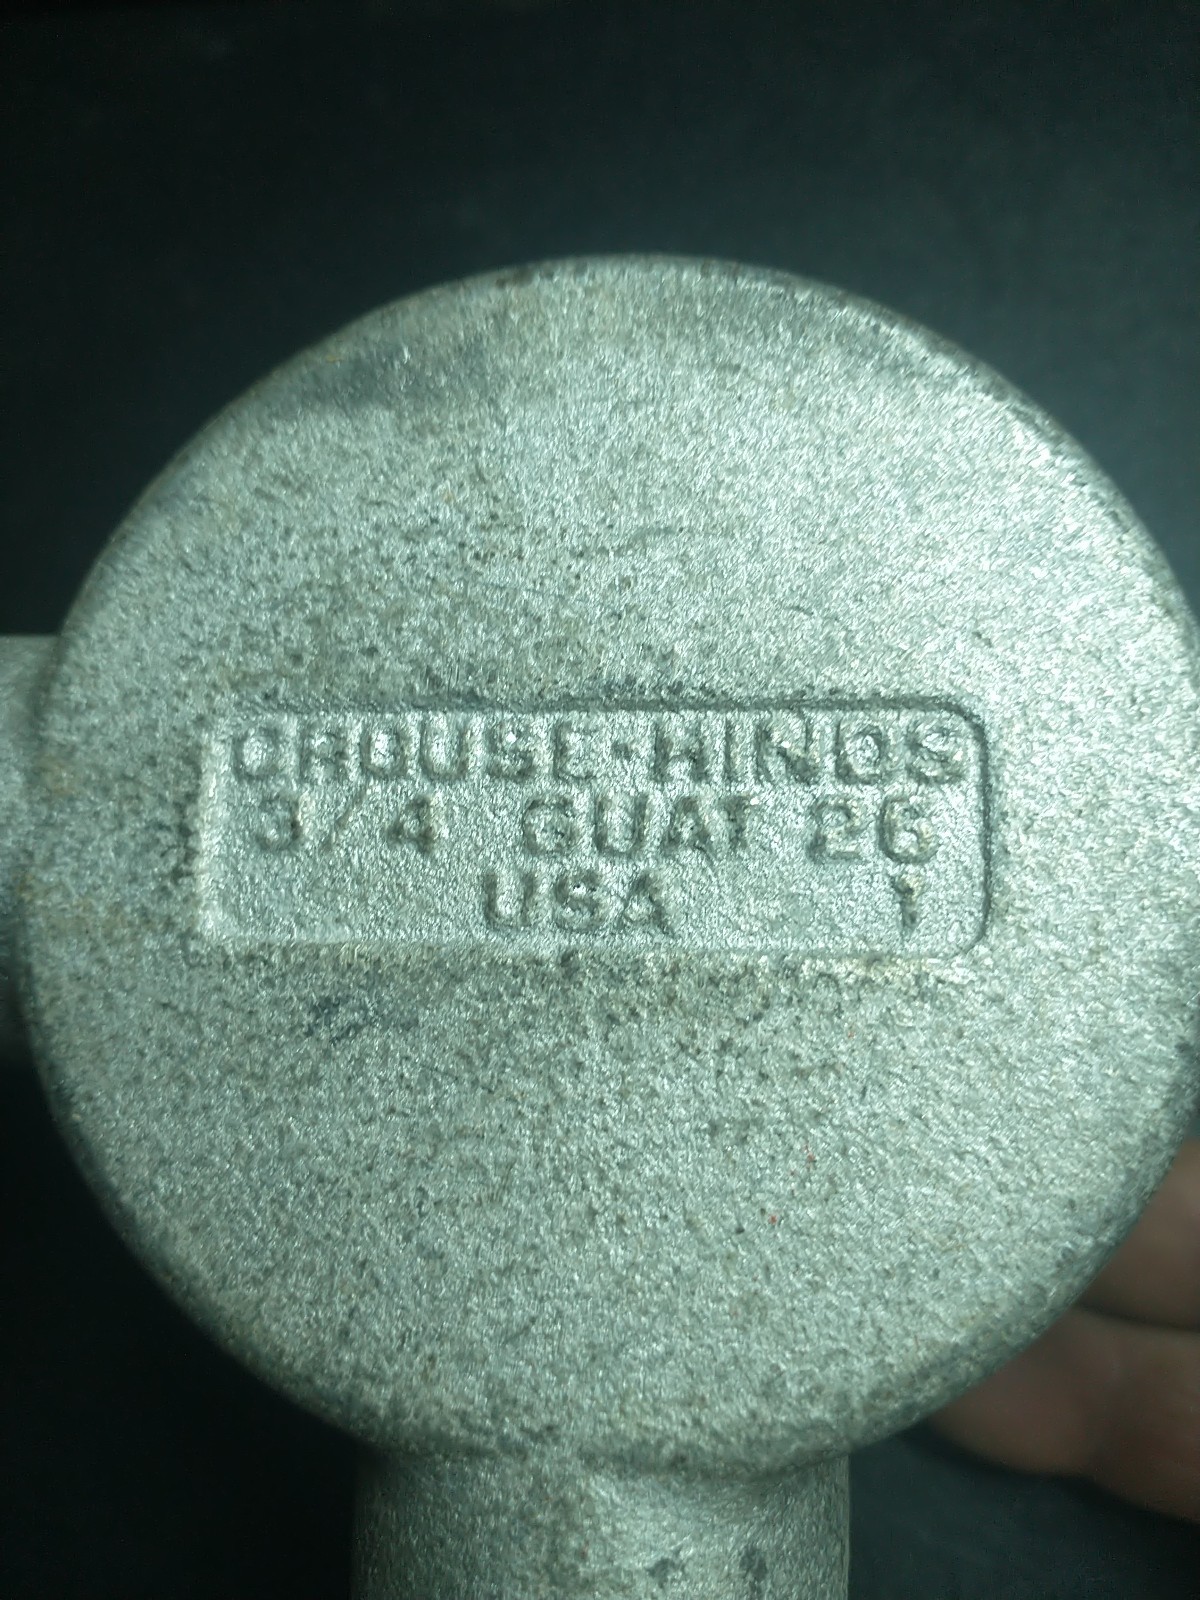 CROUSE-HINDS
3/4 GUAT 26
USA 1